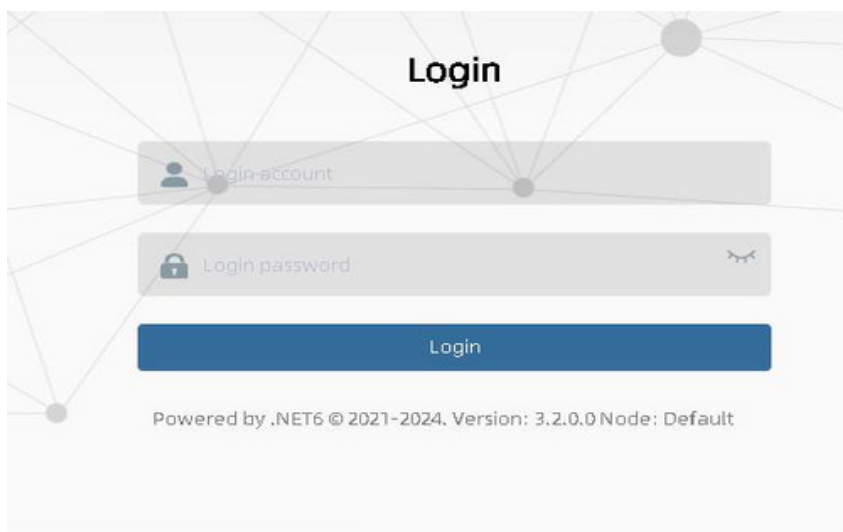 Login
Login account
Login password
Login
Powered by .NET6 © 2021-2024. Version: 3.2.0.0 Node: Default